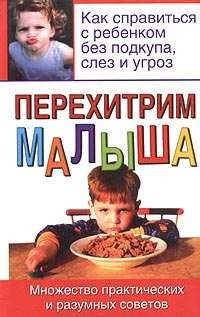 Как справиться
с ребенком
без подкупа,
слез и угроз
ПЕРЕХИТРИМ
МАЛЫША
Множество практических
и разумных советов